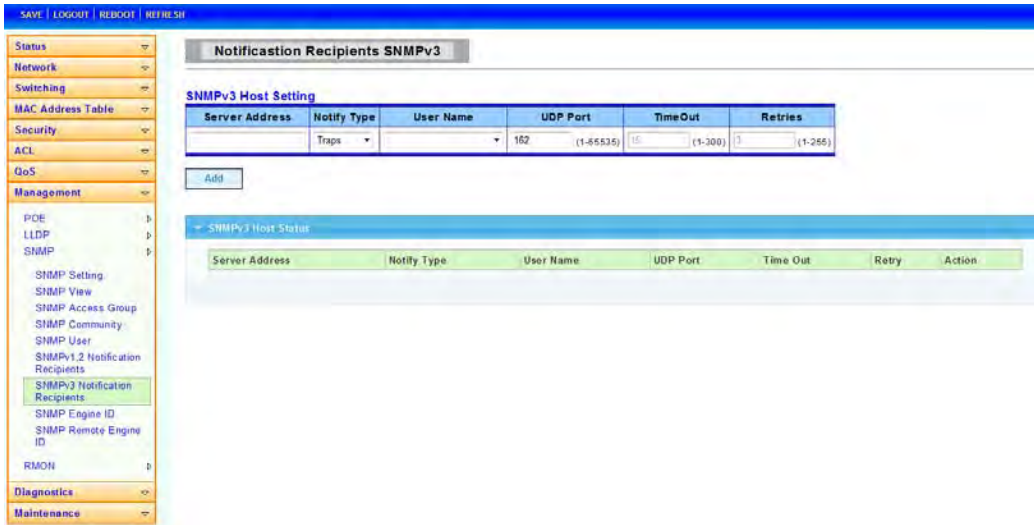 SAVE | LOGOUT | REBOOT | REFRESH
Status
Network
Switching
MAC Address Table
Security
ACL
QoS
Management
POE
LLDP
SNMP
SNMP Setting
SNMP View
SNMP Access Group
SNMP Community
SNMP User
SNMPv1,2 Notification
Recipients
SNMPv3 Notification
Recipients
SNMP Engine ID
SNMP Remote Engine
ID
RMON
Diagnostics
Maintenance
Notificastion Recipients SNMPv3
SNMPv3 Host Setting
Server Address Notify Type User Name UDP Port TimeOut Retries
Traps 162 (1-65535) 15 (1-300) 3 (1-255)
Add
SNMPv3 Host Status
Server Address Notify Type User Name UDP Port Time Out Retry Action